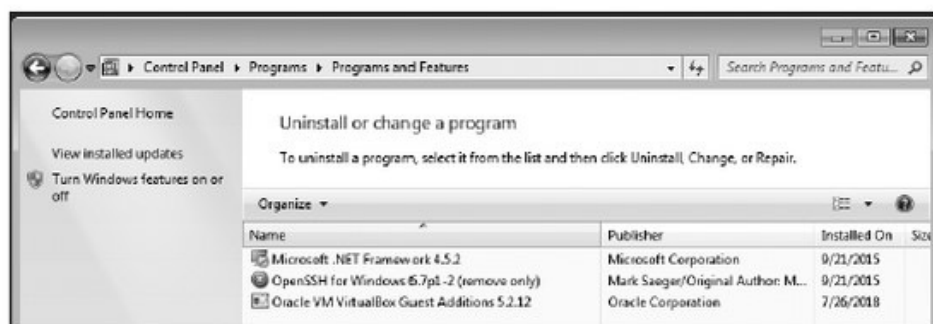 Control Panel ▸ Programs ▸ Programs and Features
Search Programs and Featu...
Control Panel Home
View installed updates
Turn Windows features on or off
Uninstall or change a program
To uninstall a program, select it from the list and then click Uninstall, Change, or Repair.
Organize
Name Publisher Installed On Size
Microsoft .NET Framework 4.5.2 Microsoft Corporation 9/21/2015
OpenSSH for Windows 6.7p1-2 (remove only) Mark Saeger/Original Author: M... 9/21/2015
Oracle VM VirtualBox Guest Additions 5.2.12 Oracle Corporation 7/26/2018